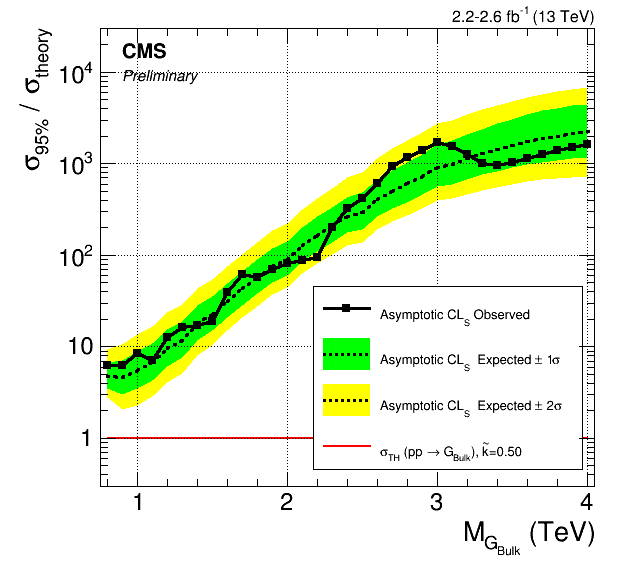 2.2-2.6 fb⁻¹ (13 TeV)
CMS
Preliminary
σ95% / σtheory
10⁴
10³
10²
10
1
Asymptotic CLS Observed
Asymptotic CLS Expected ± 1σ
Asymptotic CLS Expected ± 2σ
σTH (pp → GBulk), k̃=0.50
1 2 3 4
MGBulk (TeV)